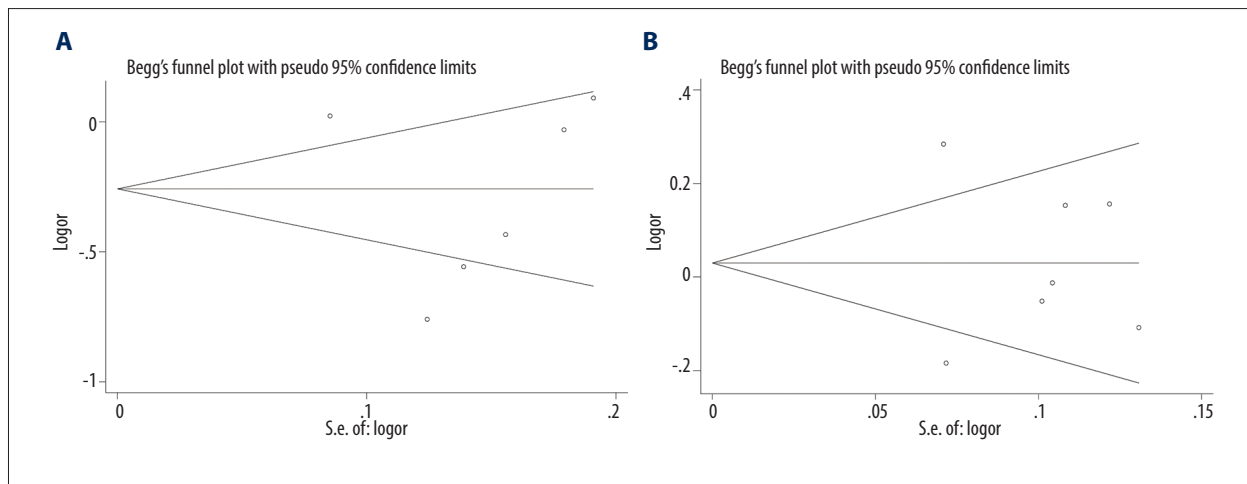 A
Begg's funnel plot with pseudo 95% confidence limits
0
-.5
-1
Logor
0
.1
.2
S.e. of: logor
B
Begg's funnel plot with pseudo 95% confidence limits
.4
0.2
0
-.2
Logor
0
.05
.1
.15
S.e. of: logor